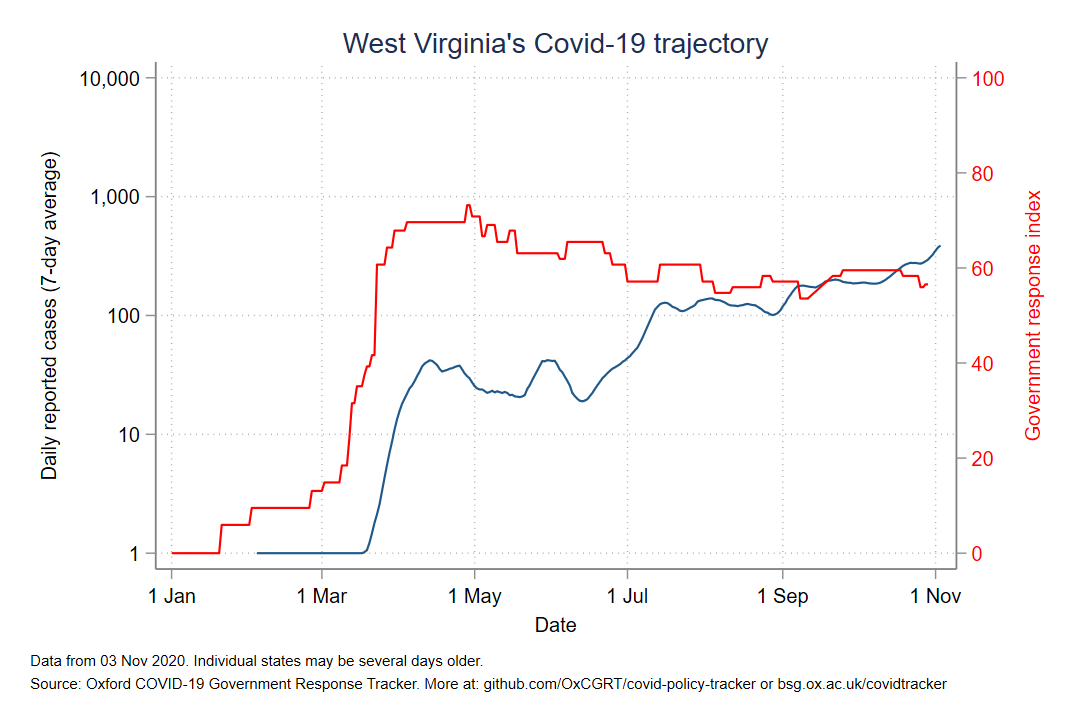 West Virginia's Covid-19 trajectory
10,000
1,000
100
10
1
Daily reported cases (7-day average)
100
80
60
40
20
0
Government response index
1 Jan
1 Mar
1 May
1 Jul
1 Sep
1 Nov
Date
Data from 03 Nov 2020. Individual states may be several days older.
Source: Oxford COVID-19 Government Response Tracker. More at: github.com/OxCGRT/covid-policy-tracker or bsg.ox.ac.uk/covidtracker